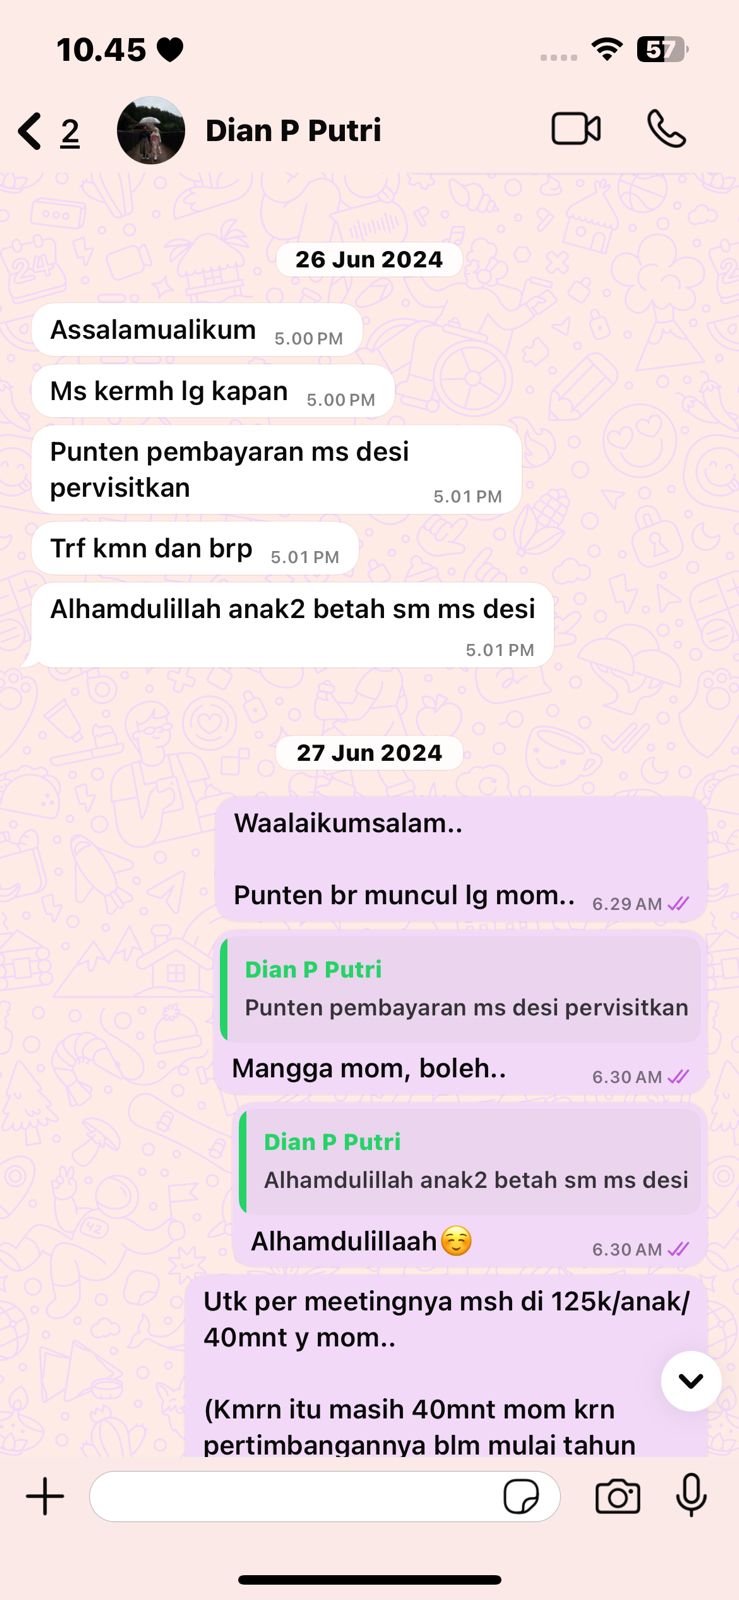 10.45
57
2
Dian P Putri
26 Jun 2024
Assalamualikum 5.00 PM
Ms kermh lg kapan 5.00 PM
Punten pembayaran ms desi
pervisitkan 5.01 PM
Trf kmn dan brp 5.01 PM
Alhamdulillah anak2 betah sm ms desi
5.01 PM
27 Jun 2024
Waalaikumsalam..
Punten br muncul lg mom.. 6.29 AM
Dian P Putri
Punten pembayaran ms desi pervisitkan
Mangga mom, boleh.. 6.30 AM
Dian P Putri
Alhamdulillah anak2 betah sm ms desi
Alhamdulillaah☺️ 6.30 AM
Utk per meetingnya msh di 125k/anak/
40mnt y mom..
(Kmrn itu masih 40mnt mom krn
pertimbangannya blm mulai tahun